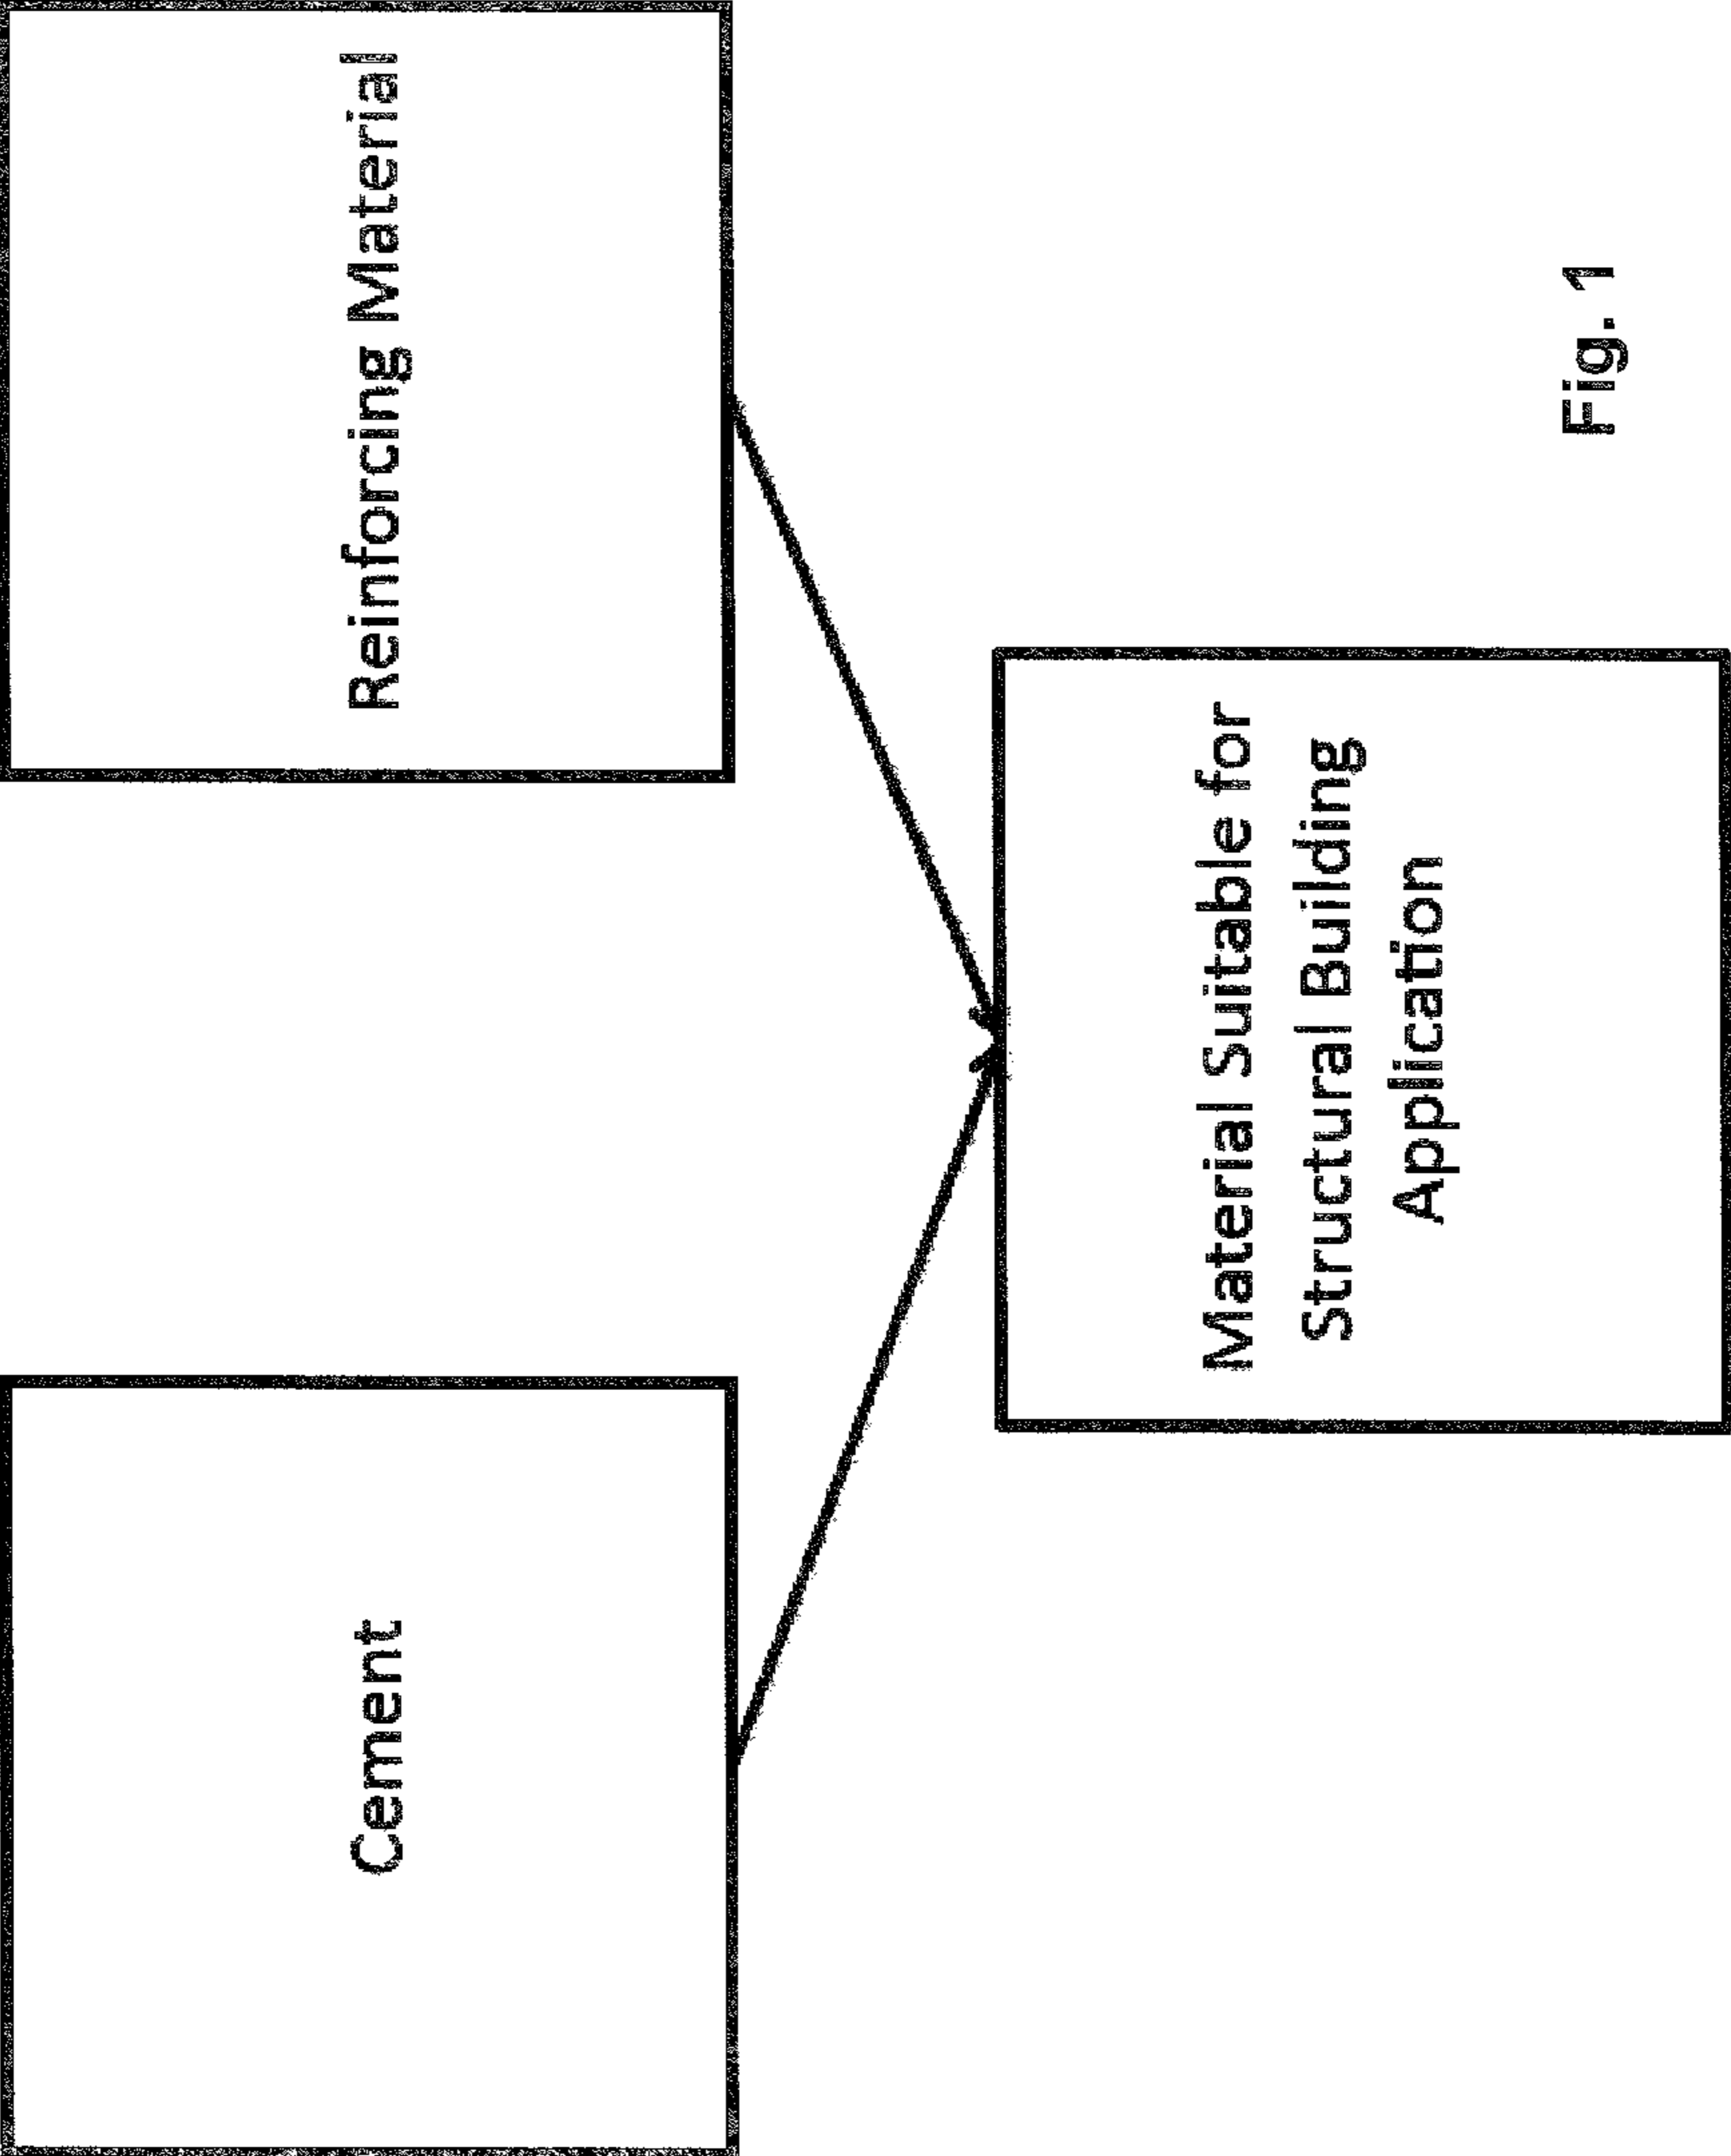 Cement
Reinforcing Material
Material Suitable for
Structural Building
Application
Fig. 1